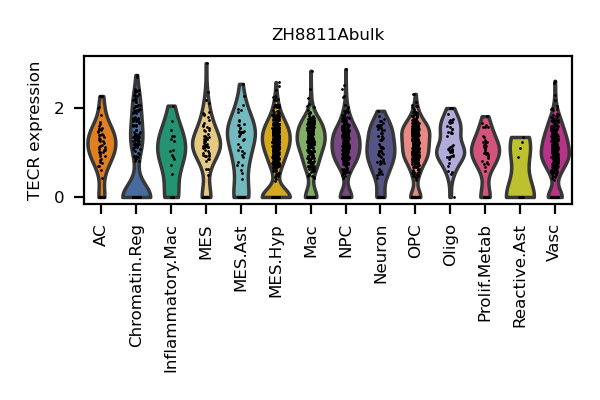 ZH8811Abulk
TECR expression
2
0
AC
Chromatin.Reg
Inflammatory.Mac
MES
MES.Ast
MES.Hyp
Mac
NPC
Neuron
OPC
Oligo
Prolif.Metab
Reactive.Ast
Vasc